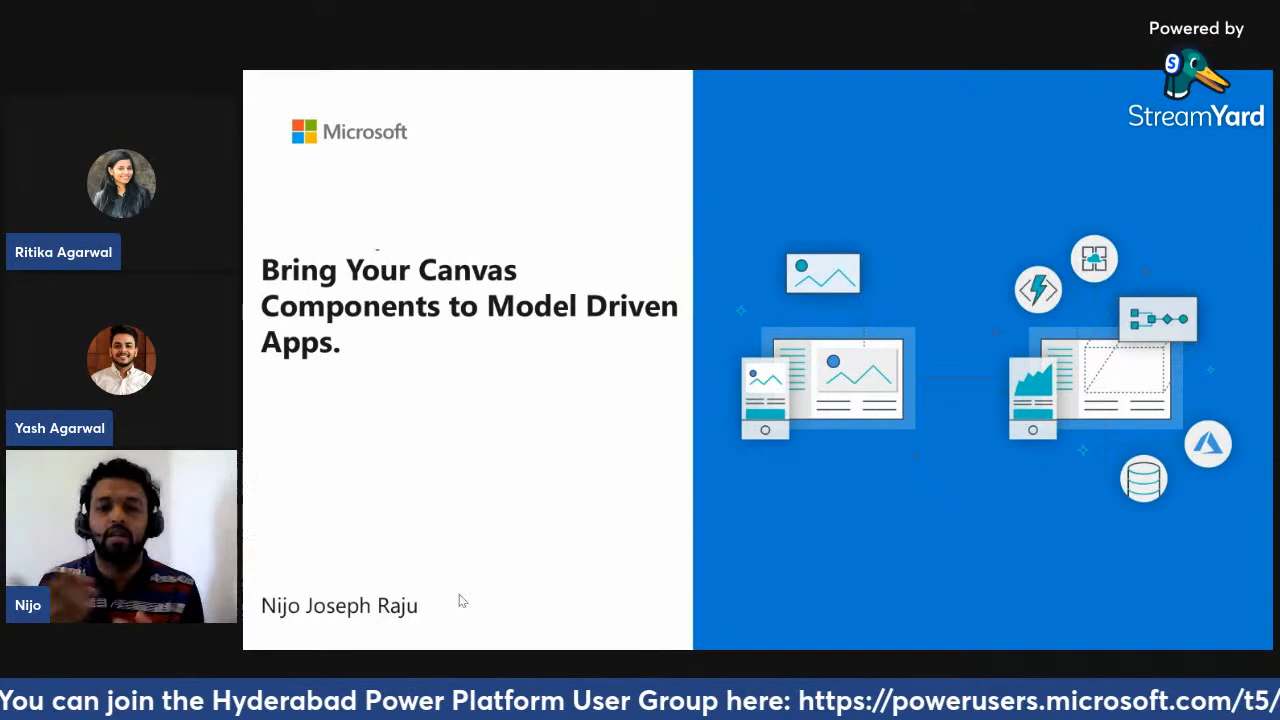 Powered by
StreamYard
Microsoft
Bring Your Canvas
Components to Model Driven
Apps.
Nijo Joseph Raju
Ritika Agarwal
Yash Agarwal
Nijo
You can join the Hyderabad Power Platform User Group here: https://powerusers.microsoft.com/t5/